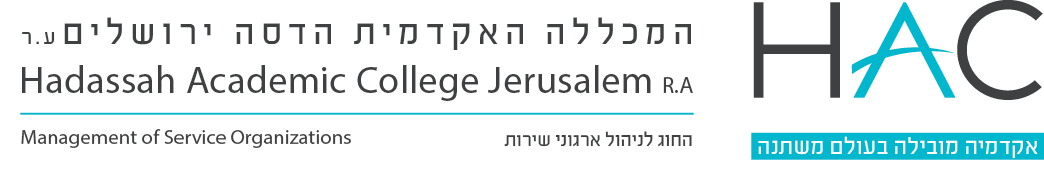 המכללה האקדמית הדסה ירושלים ע.ר
Hadassah Academic College Jerusalem R.A
Management of Service Organizations
החוג לניהול ארגוני שירות
HAC
אקדמיה מובילה בעולם משתנה